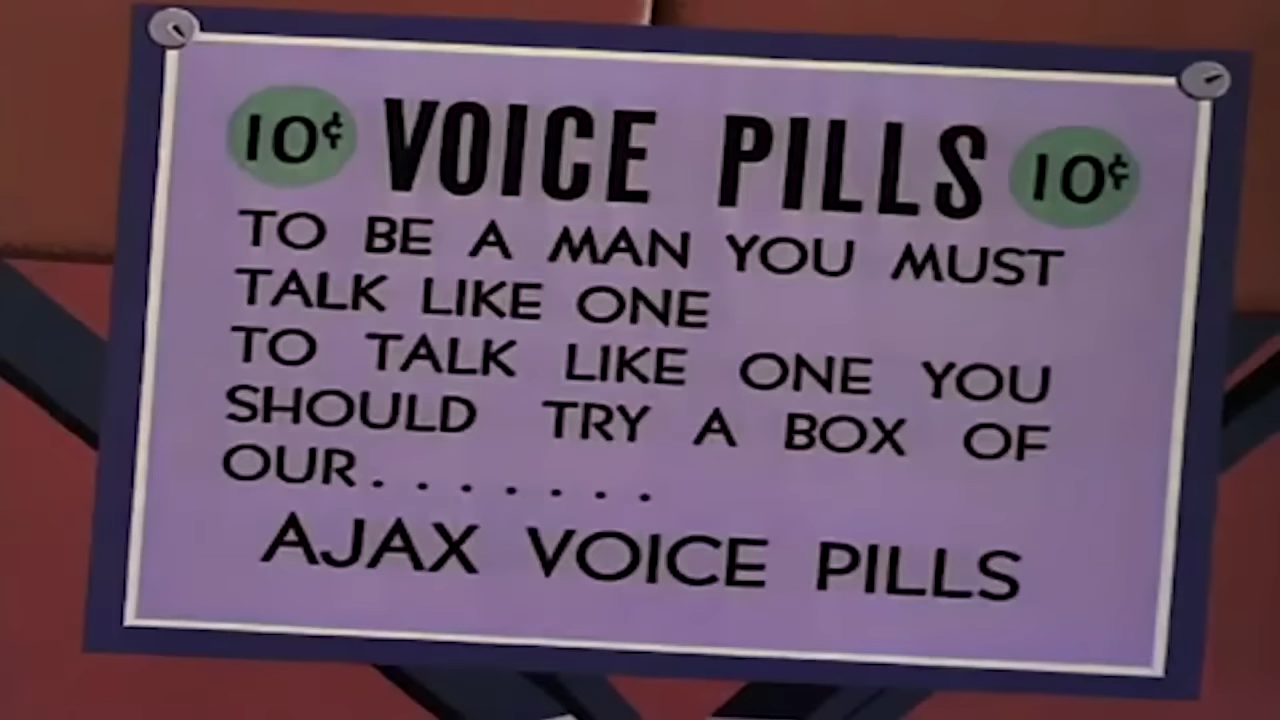 10¢ VOICE PILLS 10¢
TO BE A MAN YOU MUST
TALK LIKE ONE
TO TALK LIKE ONE YOU
SHOULD TRY A BOX OF
OUR.......
AJAX VOICE PILLS